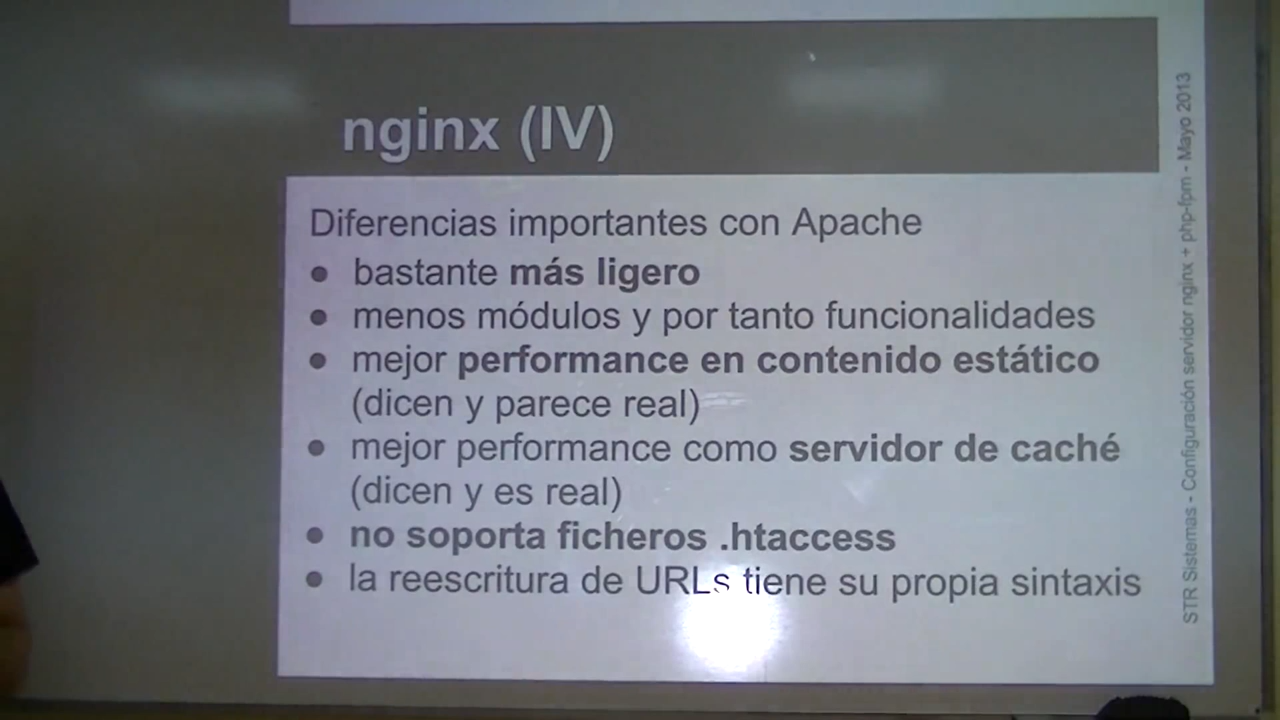 nginx (IV)
Diferencias importantes con Apache
● bastante más ligero
● menos módulos y por tanto funcionalidades
● mejor performance en contenido estático
(dicen y parece real)
● mejor performance como servidor de caché
(dicen y es real)
● no soporta ficheros .htaccess
● la reescritura de URLs tiene su propia sintaxis
STR Sistemas - Configuración servidor nginx + php-fpm - Mayo 2013